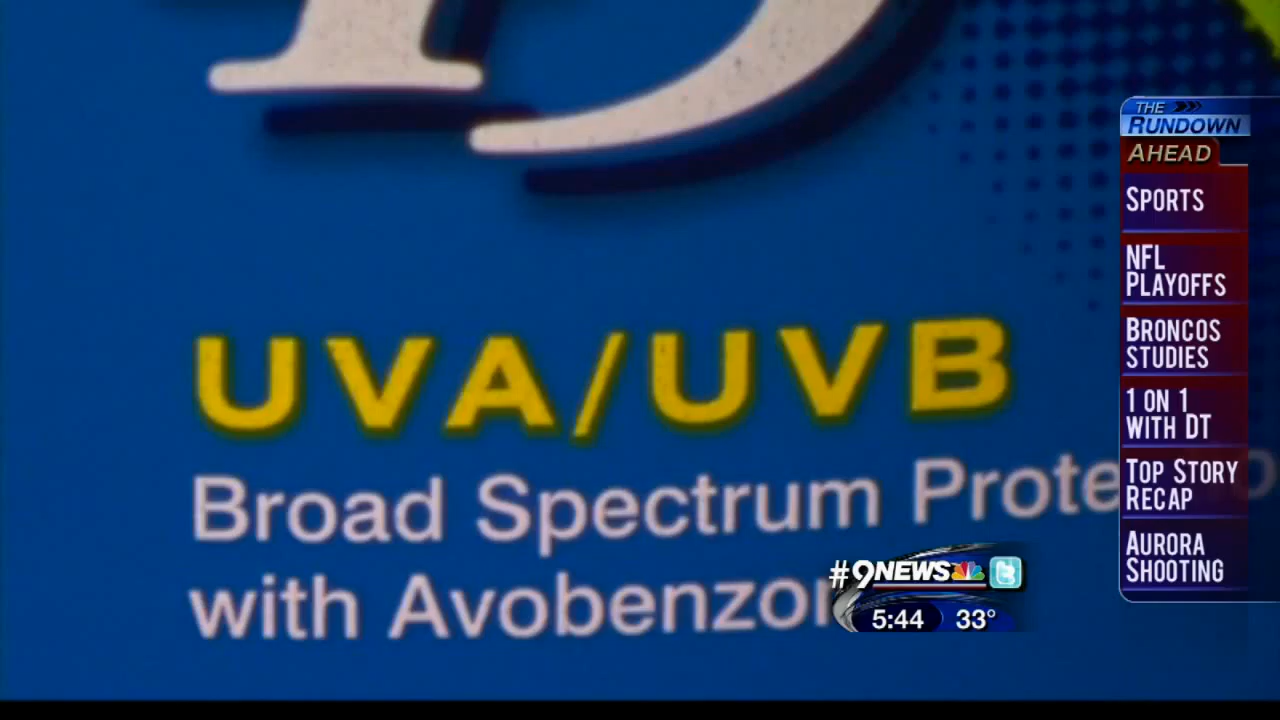 UVA/UVB
Broad Spectrum
with
THE
RUNDOWN
AHEAD
SPORTS
NFL
PLAYOFFS
BRONCOS
STUDIES
1 ON 1
WITH DT
TOP STORY
RECAP
AURORA
SHOOTING
#9NEWS
5:44 33°